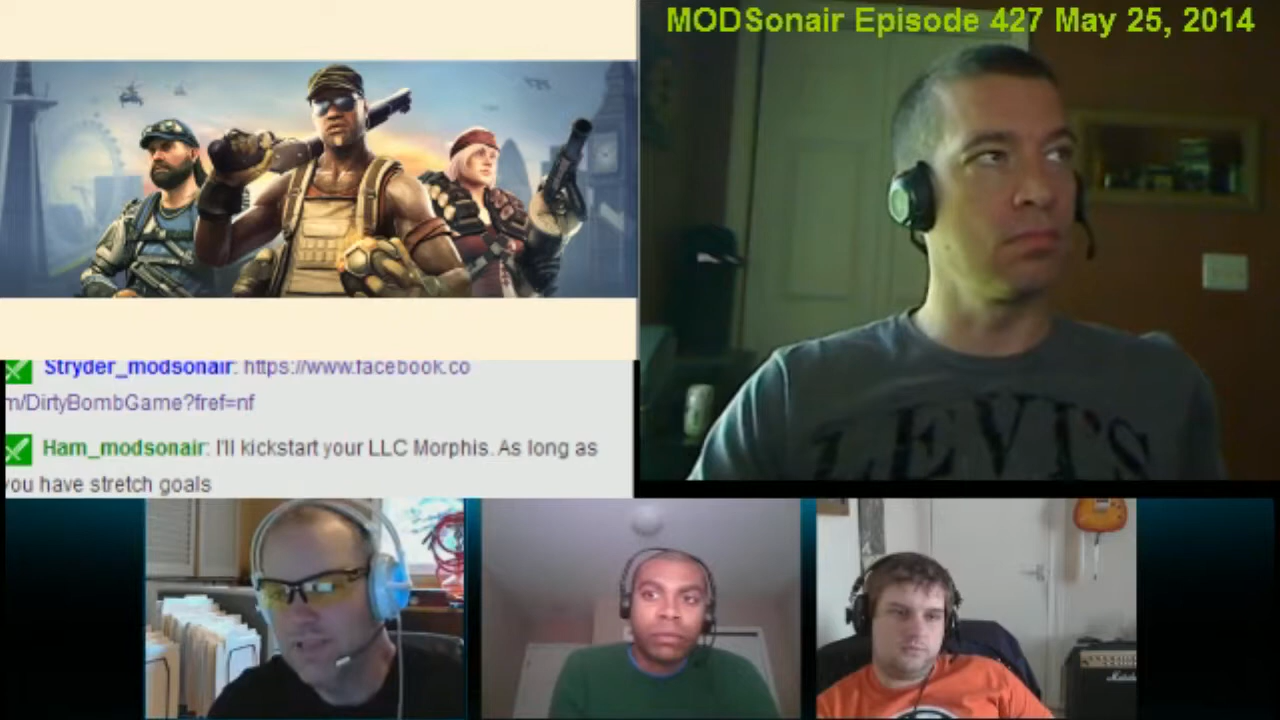 MODSonair Episode 427 May 25, 2014
Stryder_modsonair: https://www.facebook.co
m/DirtyBombGame?fref=nf
Ham_modsonair: I'll kickstart your LLC Morphis. As long as
you have stretch goals
LEVI'S
Marshall